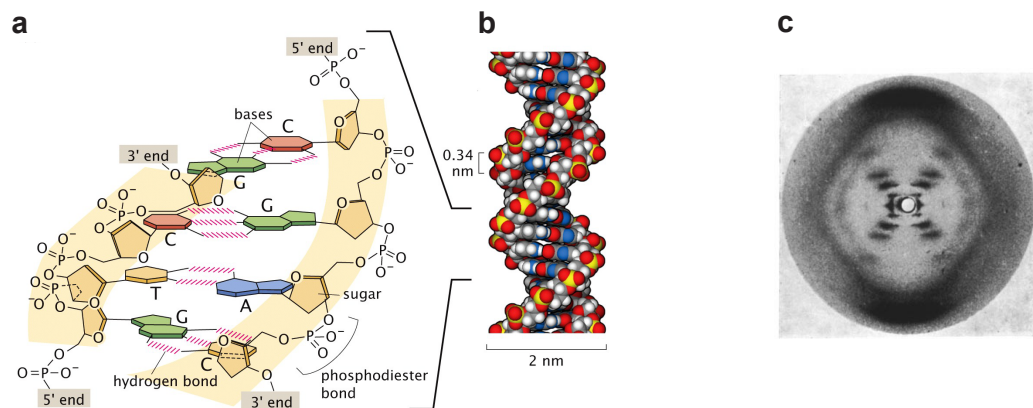 a
b
c
5' end
O
P
O⁻
O
O
bases
C
O
3' end
O
G
O
O
P
O⁻
O
O⁻
O
P
O
O
G
C
O
O
O⁻
O
P
O
O
O
P
O⁻
O
O
T
A
O
sugar
O⁻
O
P
O
O
G
O
O
P
O⁻
O
C
O
O
phosphodiester
bond
O
O=P–O⁻
O⁻
hydrogen bond
5' end
3' end
0.34
nm
2 nm